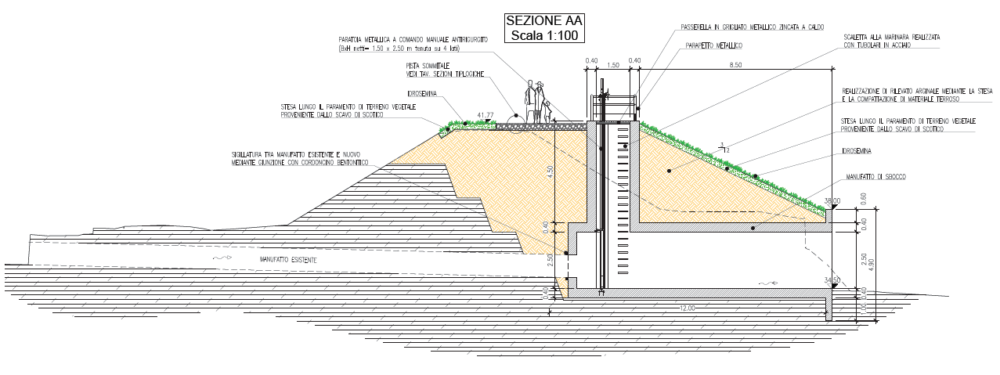 SEZIONE AA
Scala 1:100
PARATOIA METALLICA A COMANDO MANUALE ANTIRIGURGITO
(BxH netti= 1.50 x 2.50 m tenuta su 4 lati)
PISTA SOMMITALE
VEDI TAV. SEZIONI TIPLOGICHE
IDROSEMINA
STESA LUNGO IL PARAMENTO DI TERRENO VEGETALE
PROVENIENTE DALLO SCAVO DI SCOTICO
41.77
SIGILLATURA TRA MANUFATTO ESISTENTE E NUOVO
MEDIANTE GIUNZIONE CON CORDONCINO BENTONITICO
MANUFATTO ESISTENTE
PASSERELLA IN GRIGLIATO METALLICO ZINCATA A CALDO
PARAPETTO METALLICO
SCALETTA ALLA MARINARA REALIZZATA
CON TUBOLARI IN ACCIAIO
0.40
1.50
0.40
8.50
REALIZZAZIONE DI RILEVATO ARGINALE MEDIANTE LA STESA
E LA COMPATTAZIONE DI MATERIALE TERROSO
STESA LUNGO IL PARAMENTO DI TERRENO VEGETALE
PROVENIENTE DALLO SCAVO DI SCOTICO
IDROSEMINA
MANUFATTO DI SBOCCO
3
2
4.50
0.40
2.50
0.40
12.00
38.00
34.50
0.60
0.40
2.50
4.90
0.40
1.00